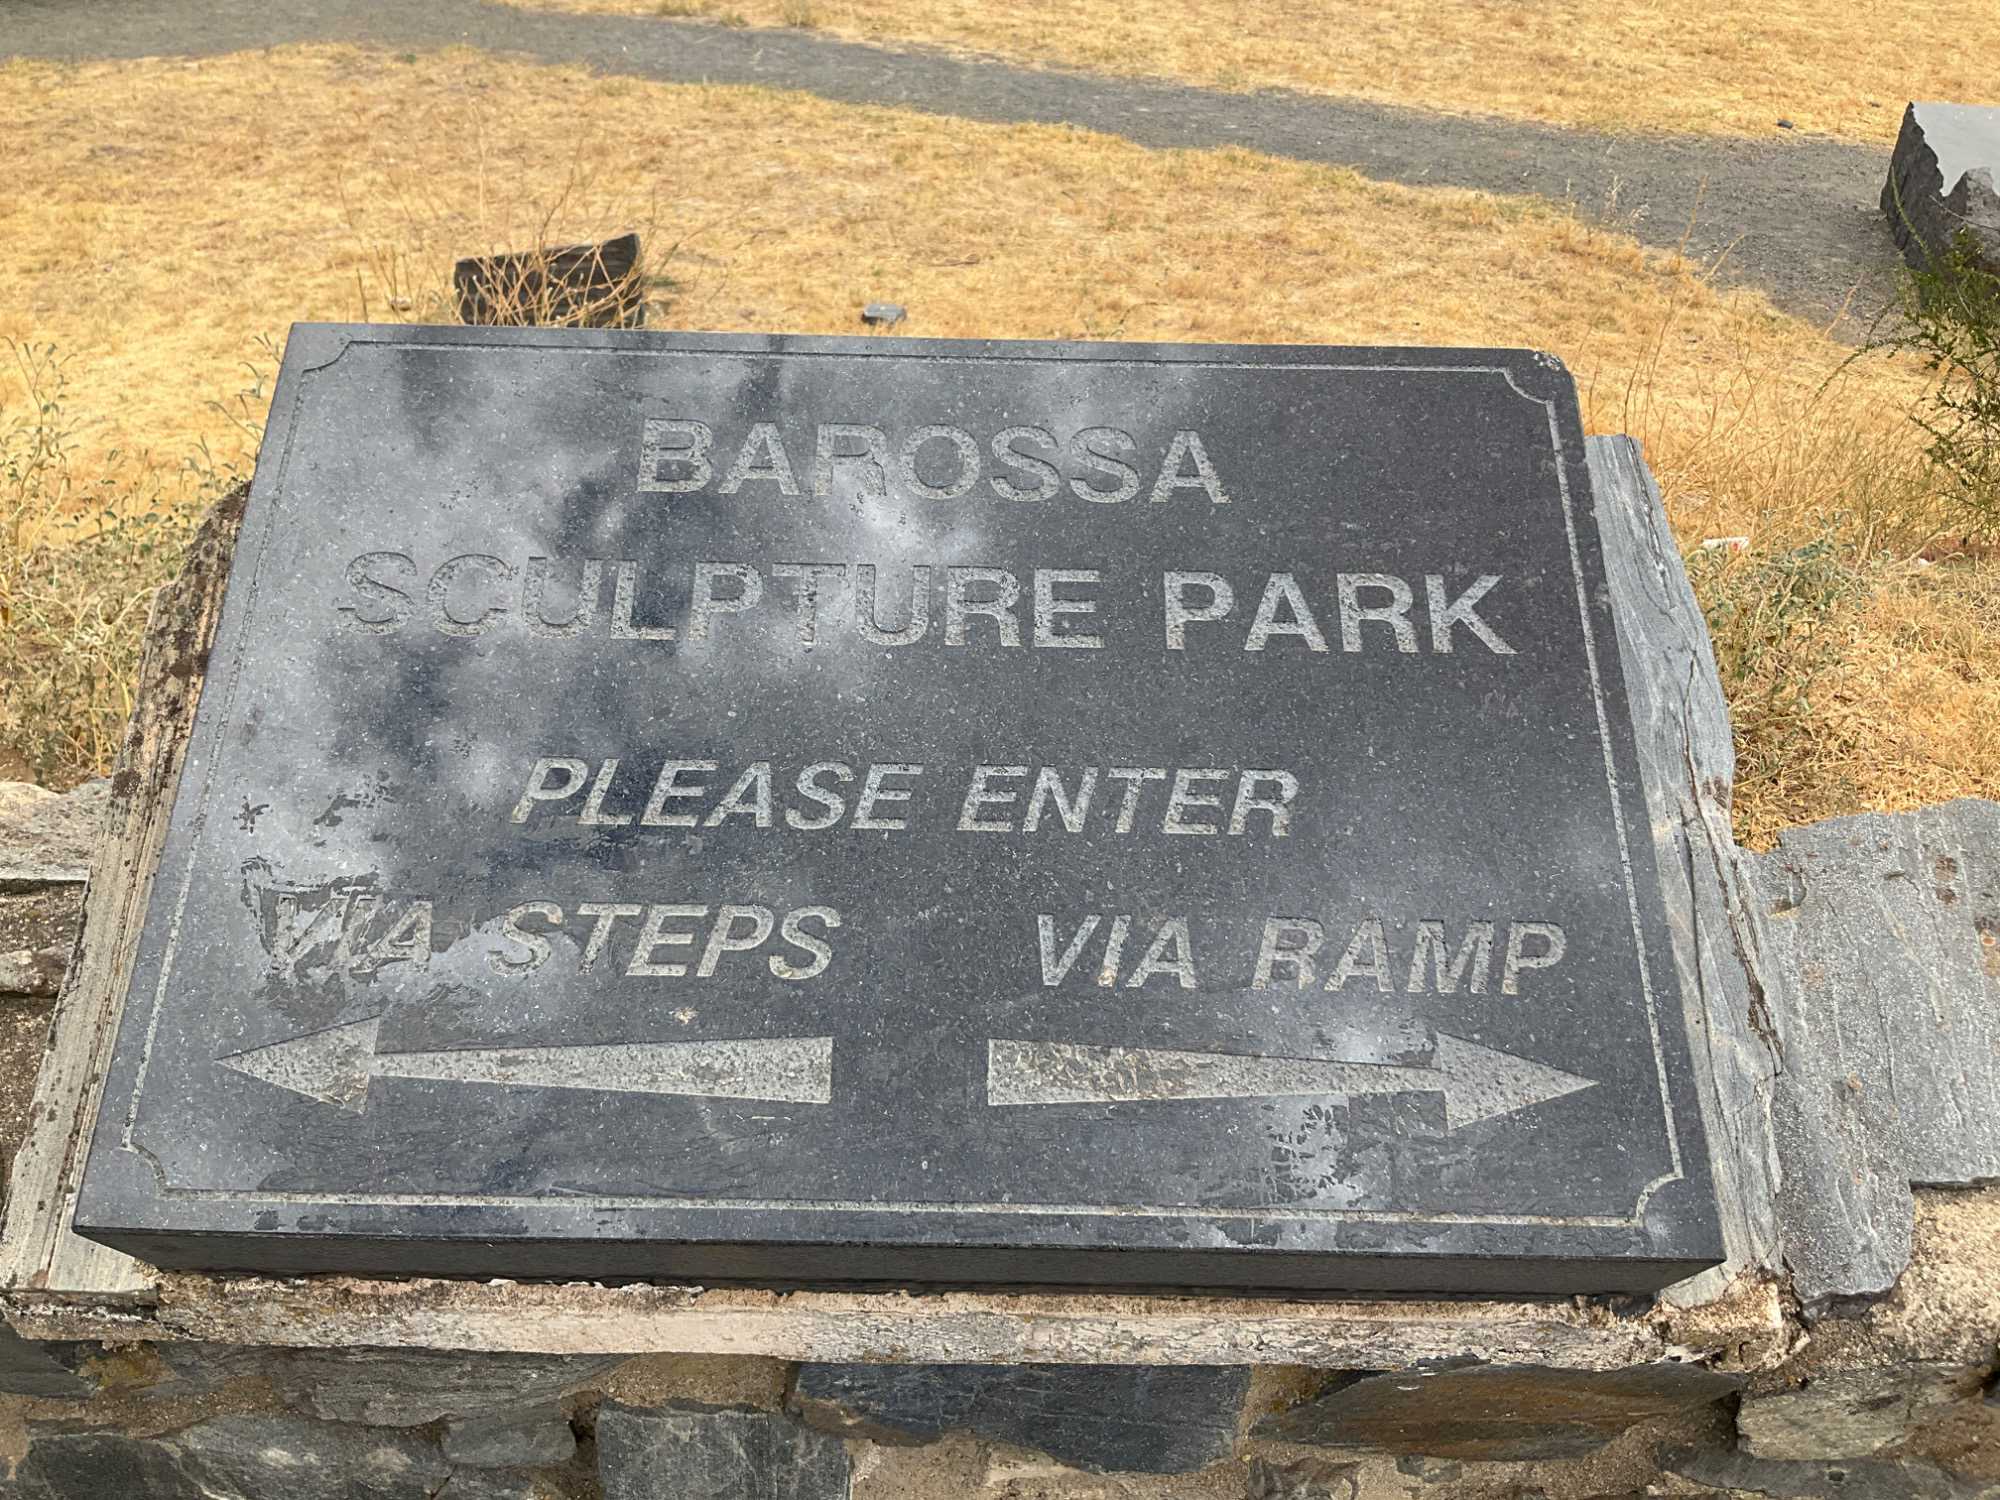 BAROSSA
SCULPTURE PARK
PLEASE ENTER
VIA STEPS VIA RAMP